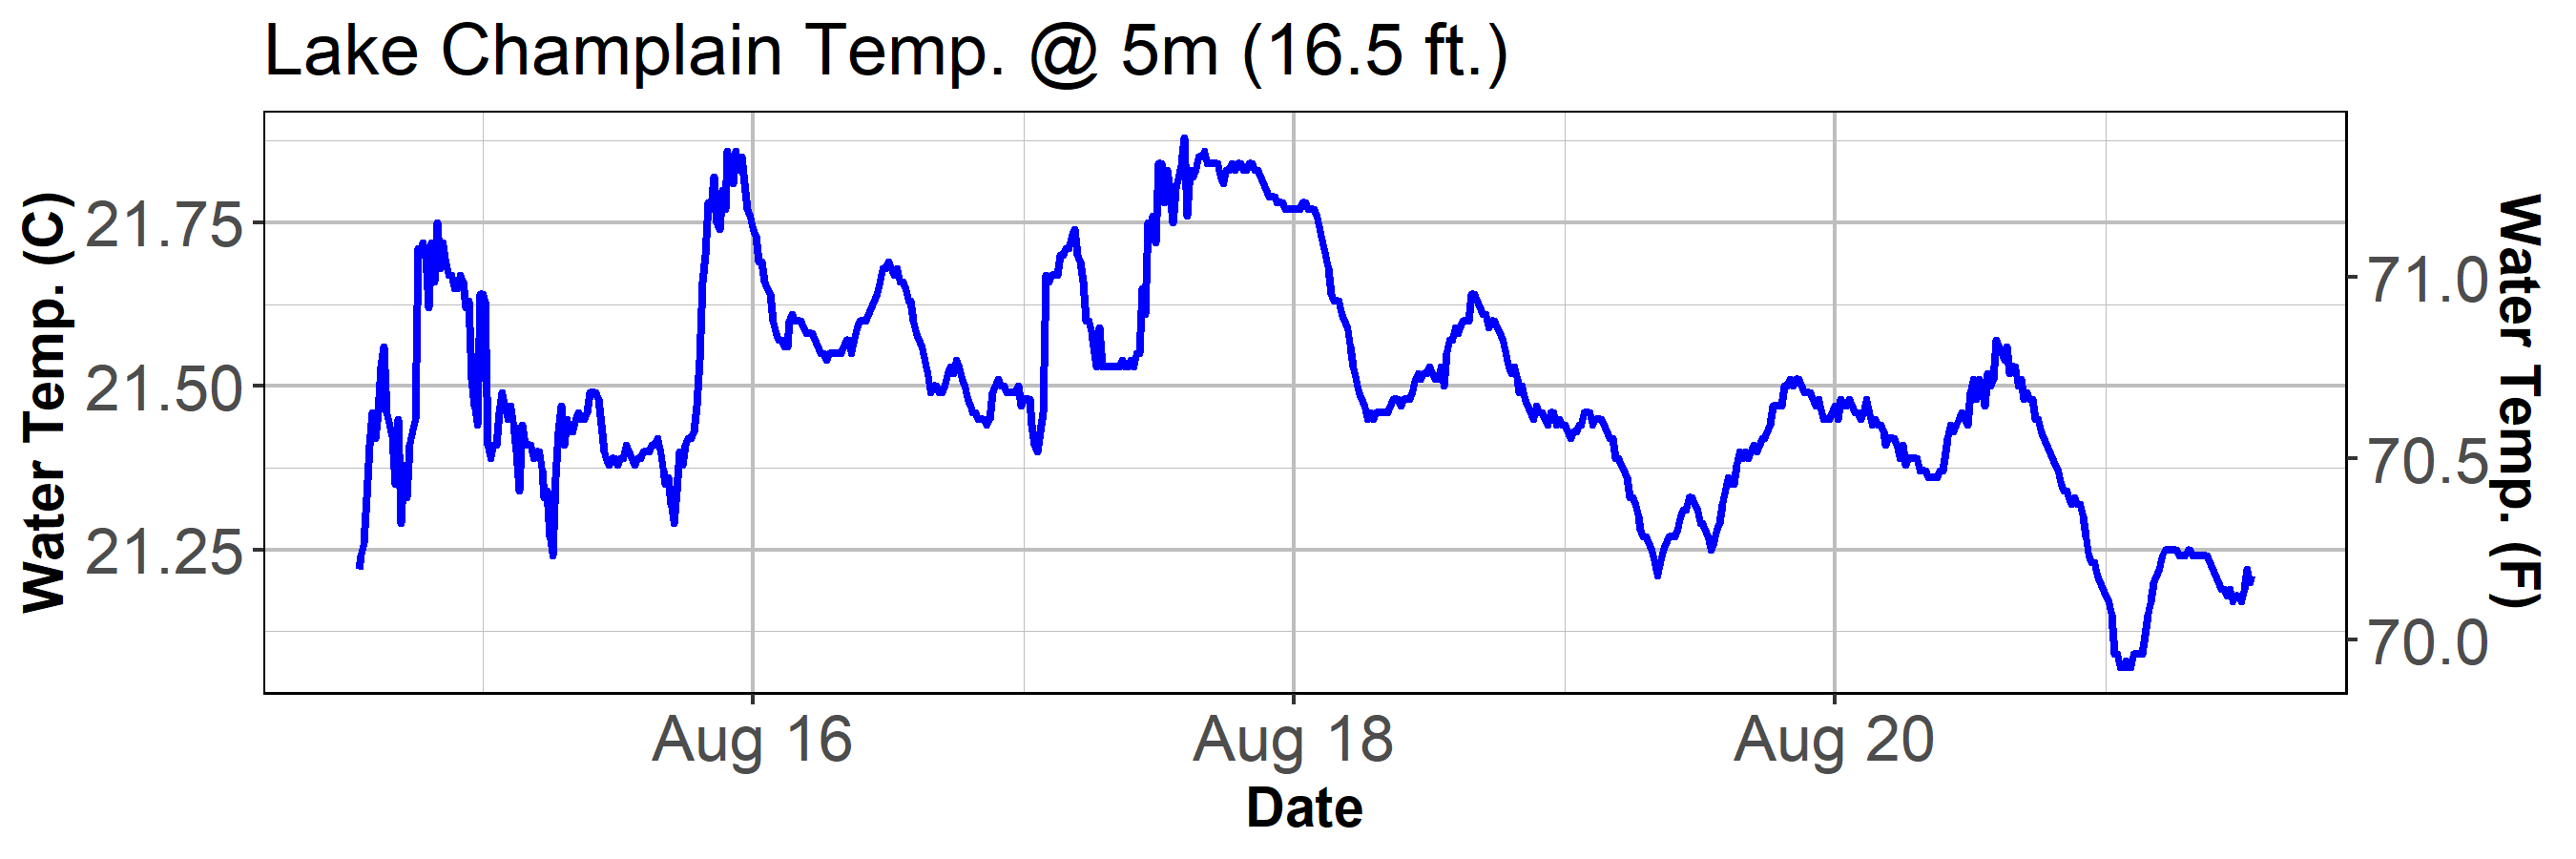 Lake Champlain Temp. @ 5m (16.5 ft.)
Water Temp. (C)
21.75
21.50
21.25
71.0
70.5
70.0
Water Temp. (F)
Aug 16 Aug 18 Aug 20
Date